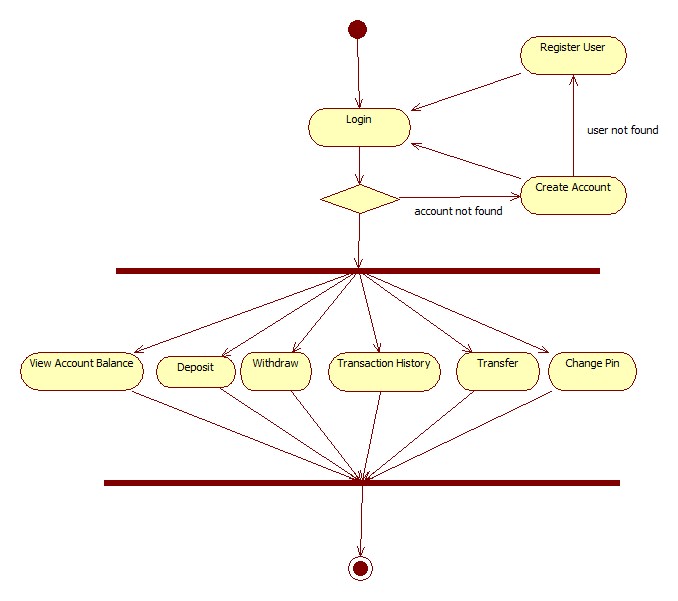 Register User
Login
user not found
Create Account
account not found
View Account Balance
Deposit
Withdraw
Transaction History
Transfer
Change Pin